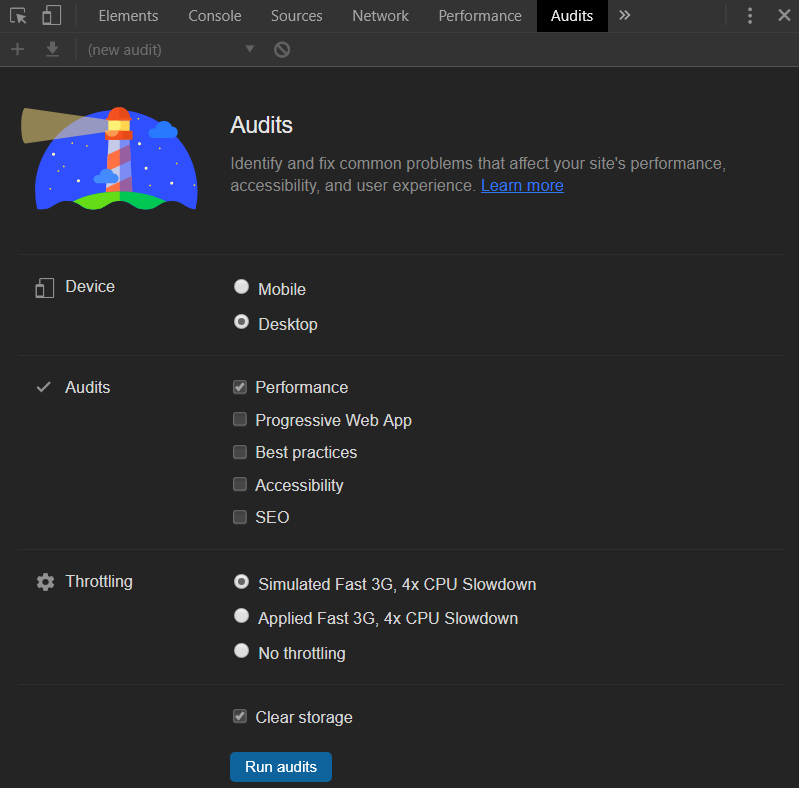 Elements Console Sources Network Performance Audits »
(new audit)
Audits
Identify and fix common problems that affect your site's performance,
accessibility, and user experience. Learn more
Device
Mobile
Desktop
Audits
Performance
Progressive Web App
Best practices
Accessibility
SEO
Throttling
Simulated Fast 3G, 4x CPU Slowdown
Applied Fast 3G, 4x CPU Slowdown
No throttling
Clear storage
Run audits